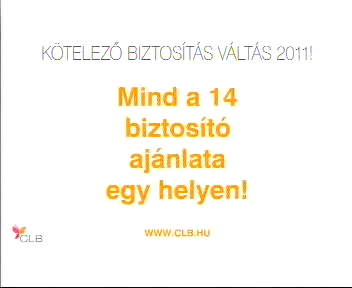 KÖTELEZŐ BIZTOSÍTÁS VÁLTÁS 2011!
Mind a 14
biztosító
ajánlata
egy helyen!
WWW.CLB.HU
CLB